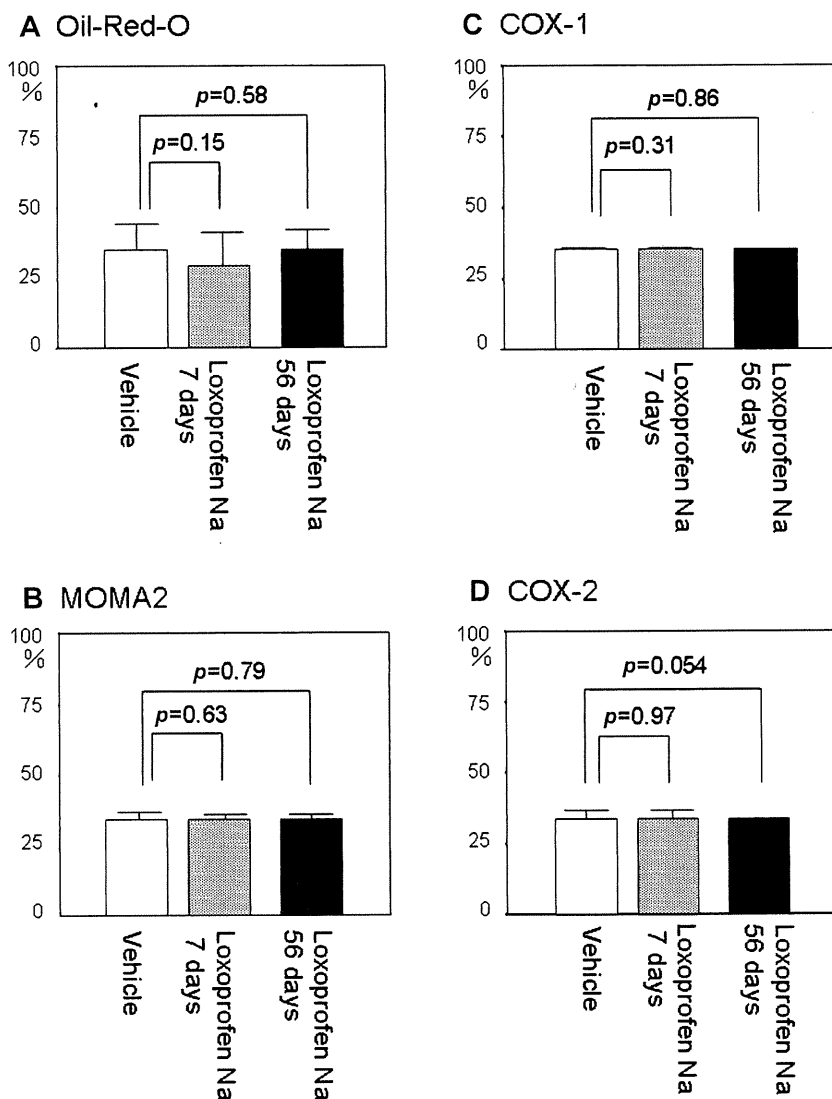 A Oil-Red-O
100
%
75
50
25
0
p=0.58
p=0.15
Vehicle
Loxoprofen Na
7 days
Loxoprofen Na
56 days
C COX-1
100
%
75
50
25
0
p=0.86
p=0.31
Vehicle
Loxoprofen Na
7 days
Loxoprofen Na
56 days
B MOMA2
100
%
75
50
25
0
p=0.79
p=0.63
Vehicle
Loxoprofen Na
7 days
Loxoprofen Na
56 days
D COX-2
100
%
75
50
25
0
p=0.054
p=0.97
Vehicle
Loxoprofen Na
7 days
Loxoprofen Na
56 days